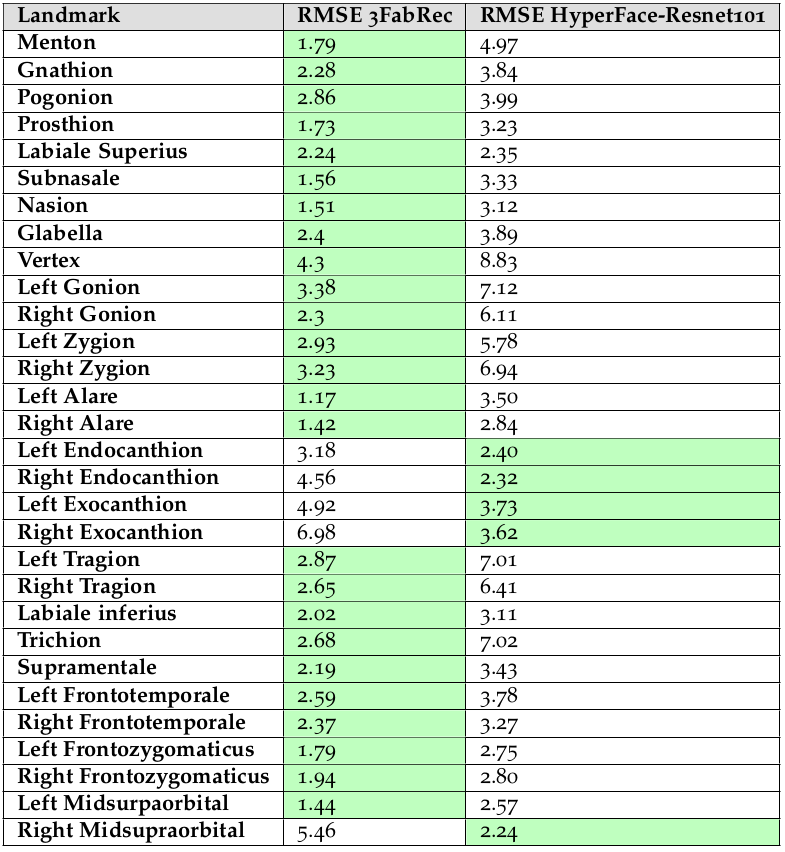 Landmark RMSE 3FabRec RMSE HyperFace-Resnet101
Menton 1.79 4.97
Gnathion 2.28 3.84
Pogonion 2.86 3.99
Prosthion 1.73 3.23
Labiale Superius 2.24 2.35
Subnasale 1.56 3.33
Nasion 1.51 3.12
Glabella 2.4 3.89
Vertex 4.3 8.83
Left Gonion 3.38 7.12
Right Gonion 2.3 6.11
Left Zygion 2.93 5.78
Right Zygion 3.23 6.94
Left Alare 1.17 3.50
Right Alare 1.42 2.84
Left Endocanthion 3.18 2.40
Right Endocanthion 4.56 2.32
Left Exocanthion 4.92 3.73
Right Exocanthion 6.98 3.62
Left Tragion 2.87 7.01
Right Tragion 2.65 6.41
Labiale inferius 2.02 3.11
Trichion 2.68 7.02
Supramentale 2.19 3.43
Left Frontotemporale 2.59 3.78
Right Frontotemporale 2.37 3.27
Left Frontozygomaticus 1.79 2.75
Right Frontozygomaticus 1.94 2.80
Left Midsurpaorbital 1.44 2.57
Right Midsupraorbital 5.46 2.24